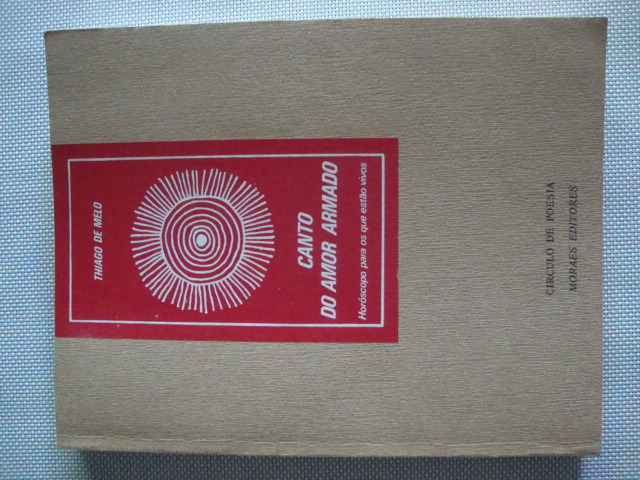 THIAGO DE MELO
CANTO
DO AMOR ARMADO
Horóscopo para os que estão vivos
CIRCULO DE POESIA
MORAES EDITORES